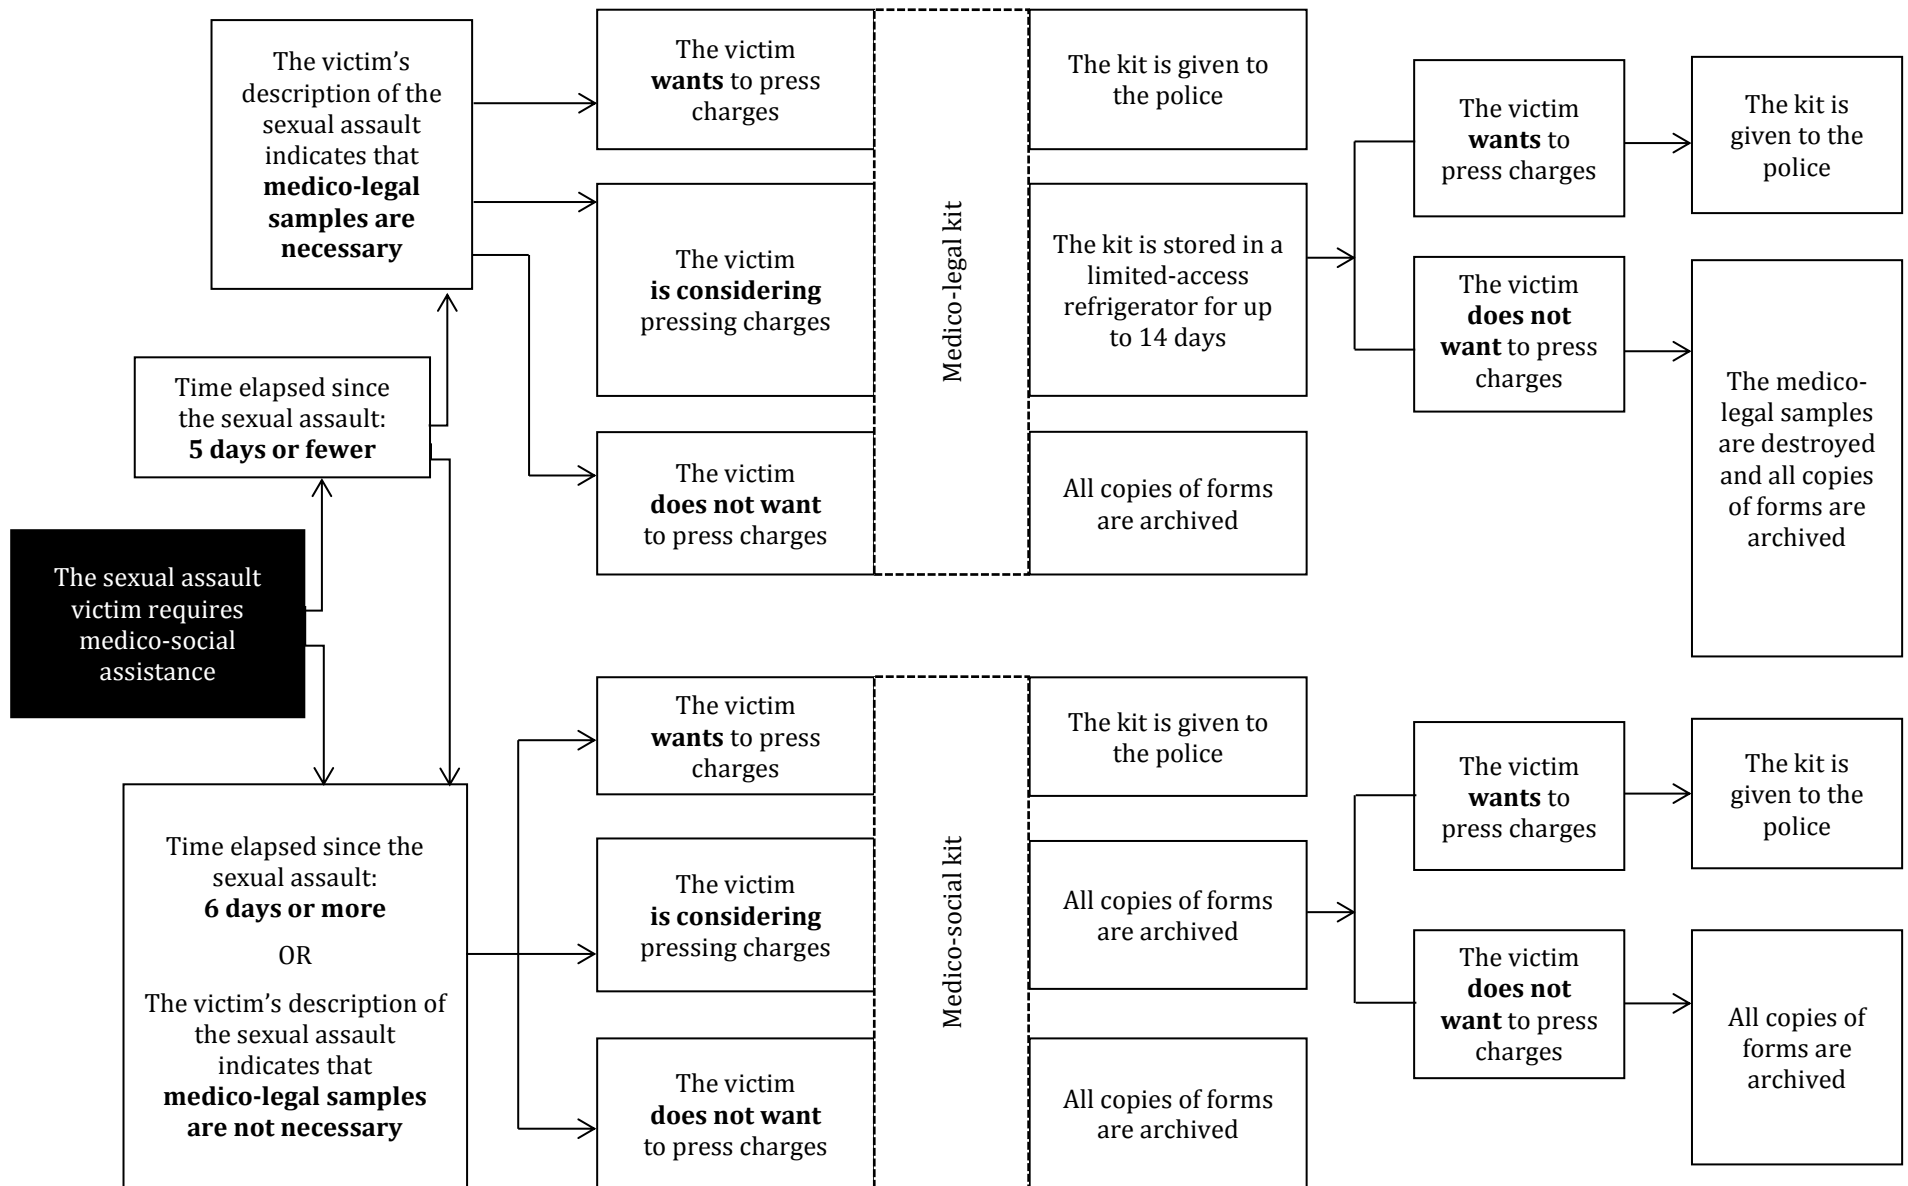 The sexual assault
victim requires
medico-social
assistance
Time elapsed since
the sexual assault:
5 days or fewer
The victim’s
description of the
sexual assault
indicates that
medico-legal
samples are
necessary
The victim
wants to press
charges
The victim
is considering
pressing charges
The victim
does not want
to press charges
Medico-legal kit
The kit is given to
the police
The kit is stored in a
limited-access
refrigerator for up
to 14 days
All copies of forms
are archived
The victim
wants to
press charges
The kit is
given to the
police
The victim
does not
want to press
charges
The medico-
legal samples
are destroyed
and all copies
of forms are
archived
Time elapsed since the
sexual assault:
6 days or more
OR
The victim’s description of
the sexual assault
indicates that
medico-legal samples
are not necessary
The victim
wants to press
charges
The victim
is considering
pressing charges
The victim
does not want
to press charges
Medico-social kit
The kit is given to
the police
All copies of forms
are archived
All copies of forms
are archived
The victim
wants to
press charges
The kit is
given to the
police
The victim
does not
want to press
charges
All copies of
forms are
archived